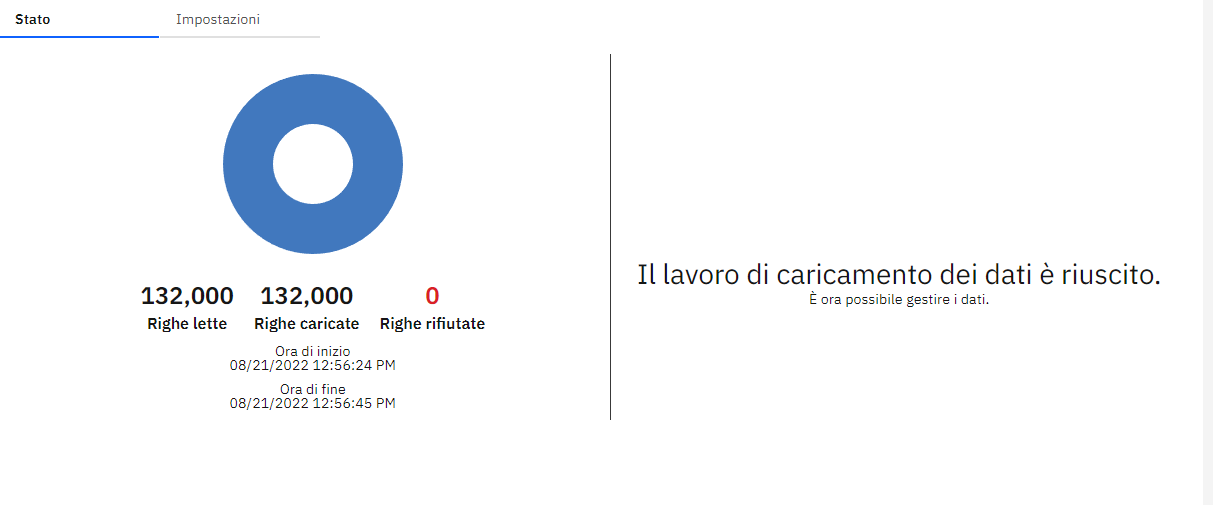 Stato
Impostazioni
132,000
132,000
0
Righe lette
Righe caricate
Righe rifiutate
Ora di inizio
08/21/2022 12:56:24 PM
Ora di fine
08/21/2022 12:56:45 PM
Il lavoro di caricamento dei dati è riuscito.
È ora possibile gestire i dati.